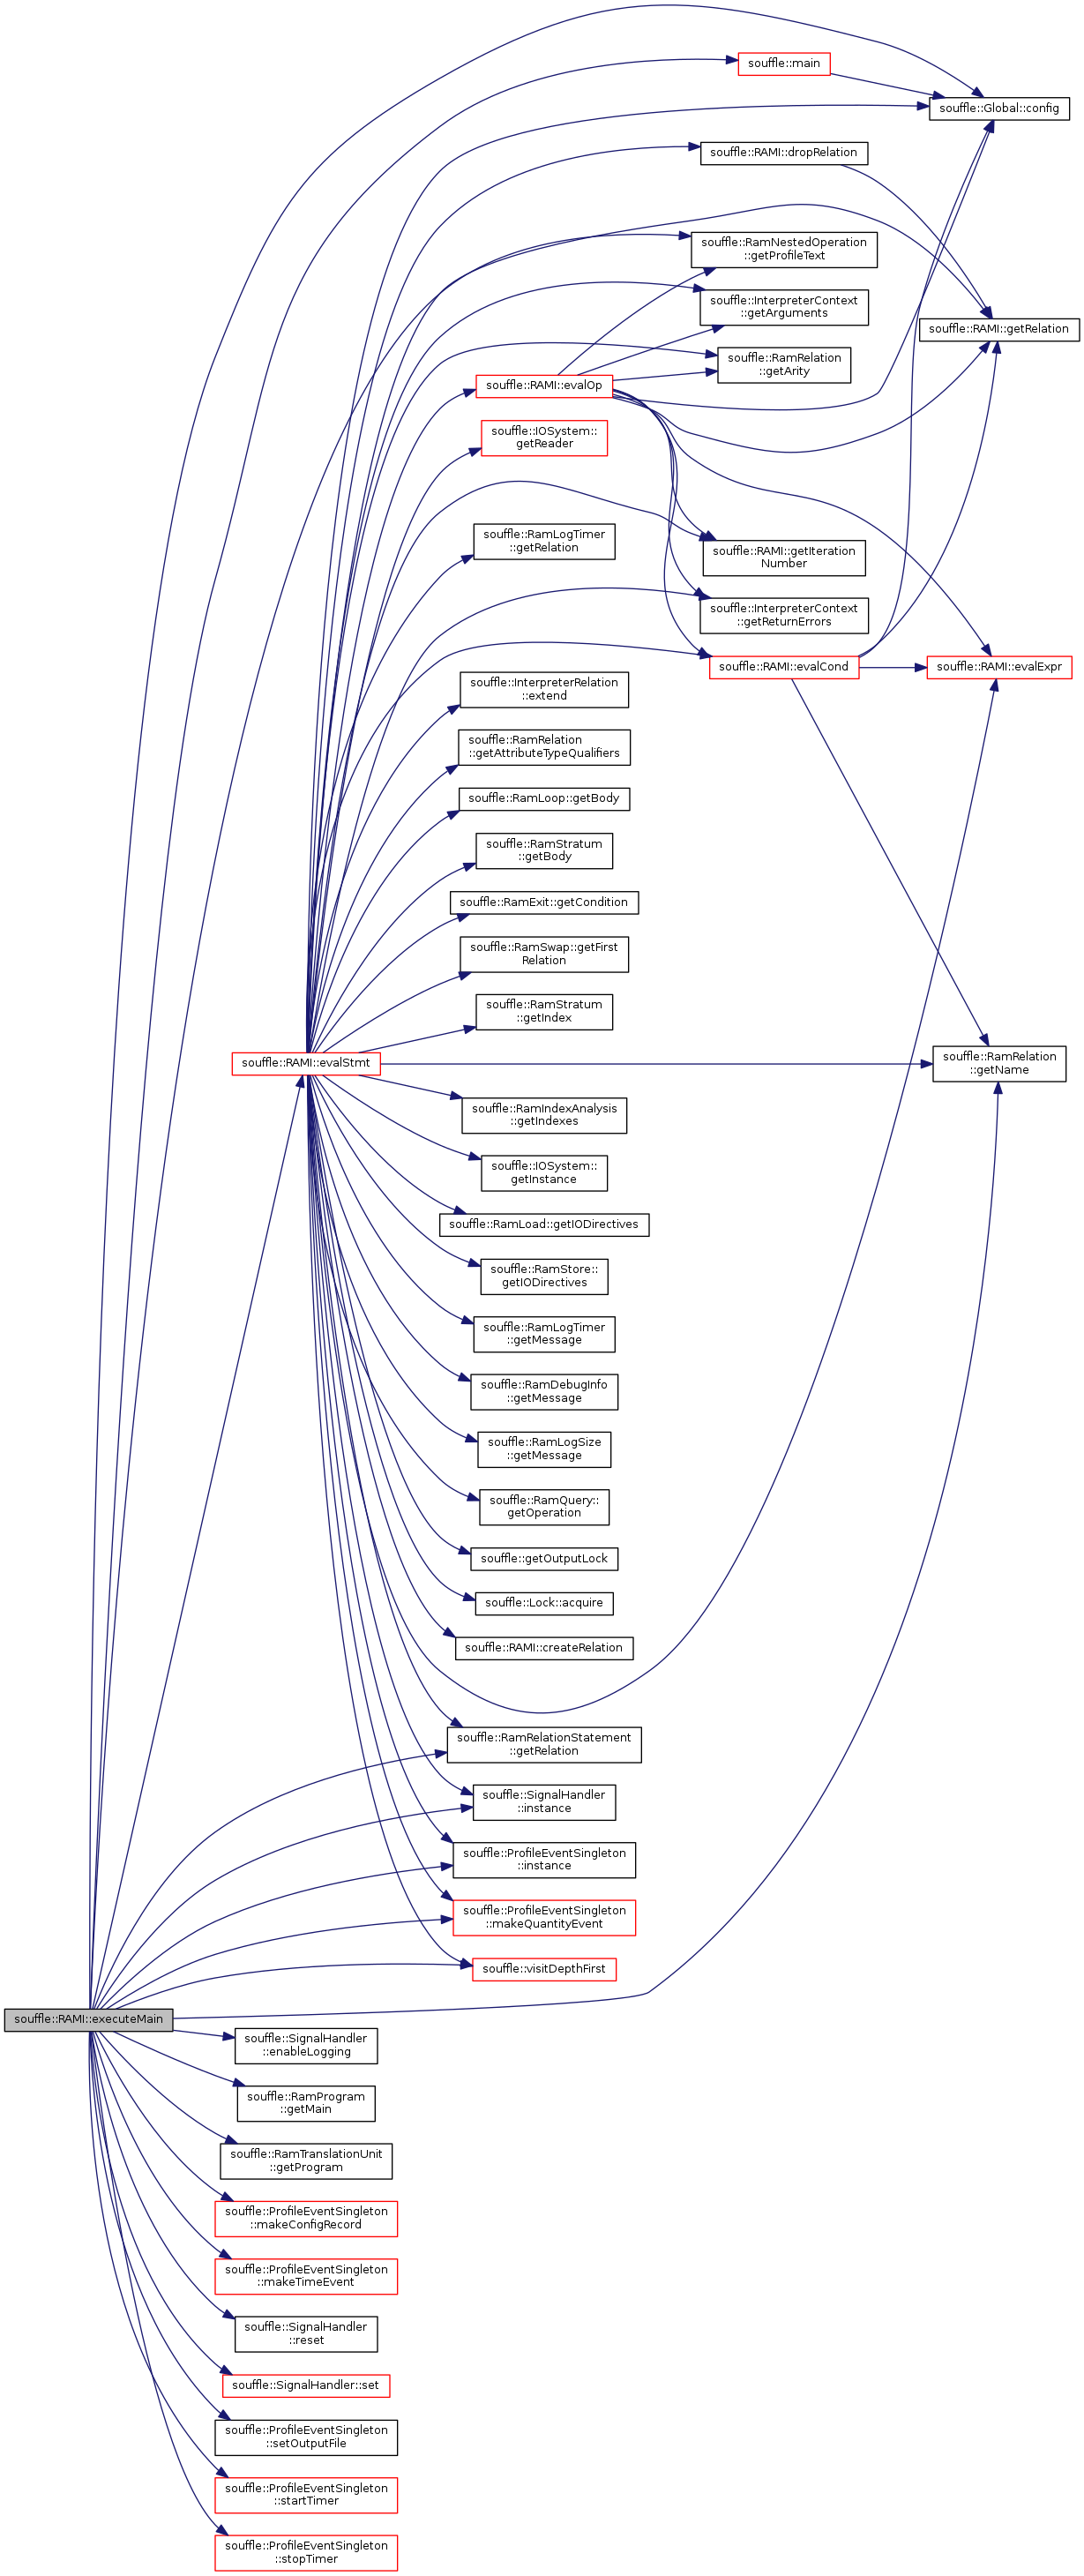 souffle::main
souffle::Global::config
souffle::RAMI::dropRelation
souffle::RamNestedOperation
::getProfileText
souffle::InterpreterContext
::getArguments
souffle::RAMI::getRelation
souffle::RamRelation
::getArity
souffle::RAMI::evalOp
souffle::IOSystem::
getReader
souffle::RamLogTimer
::getRelation
souffle::RAMI::getIteration
Number
souffle::InterpreterContext
::getReturnErrors
souffle::RAMI::evalCond
souffle::RAMI::evalExpr
souffle::InterpreterRelation
::extend
souffle::RamRelation
::getAttributeTypeQualifiers
souffle::RamLoop::getBody
souffle::RamStratum
::getBody
souffle::RamExit::getCondition
souffle::RamSwap::getFirst
Relation
souffle::RamStratum
::getIndex
souffle::RAMI::evalStmt
souffle::RamRelation
::getName
souffle::RamIndexAnalysis
::getIndexes
souffle::IOSystem::
getInstance
souffle::RamLoad::getIODirectives
souffle::RamStore::
getIODirectives
souffle::RamLogTimer
::getMessage
souffle::RamDebugInfo
::getMessage
souffle::RamLogSize
::getMessage
souffle::RamQuery::
getOperation
souffle::getOutputLock
souffle::Lock::acquire
souffle::RAMI::createRelation
souffle::RamRelationStatement
::getRelation
souffle::SignalHandler
::instance
souffle::ProfileEventSingleton
::instance
souffle::ProfileEventSingleton
::makeQuantityEvent
souffle::visitDepthFirst
souffle::RAMI::executeMain
souffle::SignalHandler
::enableLogging
souffle::RamProgram
::getMain
souffle::RamTranslationUnit
::getProgram
souffle::ProfileEventSingleton
::makeConfigRecord
souffle::ProfileEventSingleton
::makeTimeEvent
souffle::SignalHandler
::reset
souffle::SignalHandler::set
souffle::ProfileEventSingleton
::setOutputFile
souffle::ProfileEventSingleton
::startTimer
souffle::ProfileEventSingleton
::stopTimer